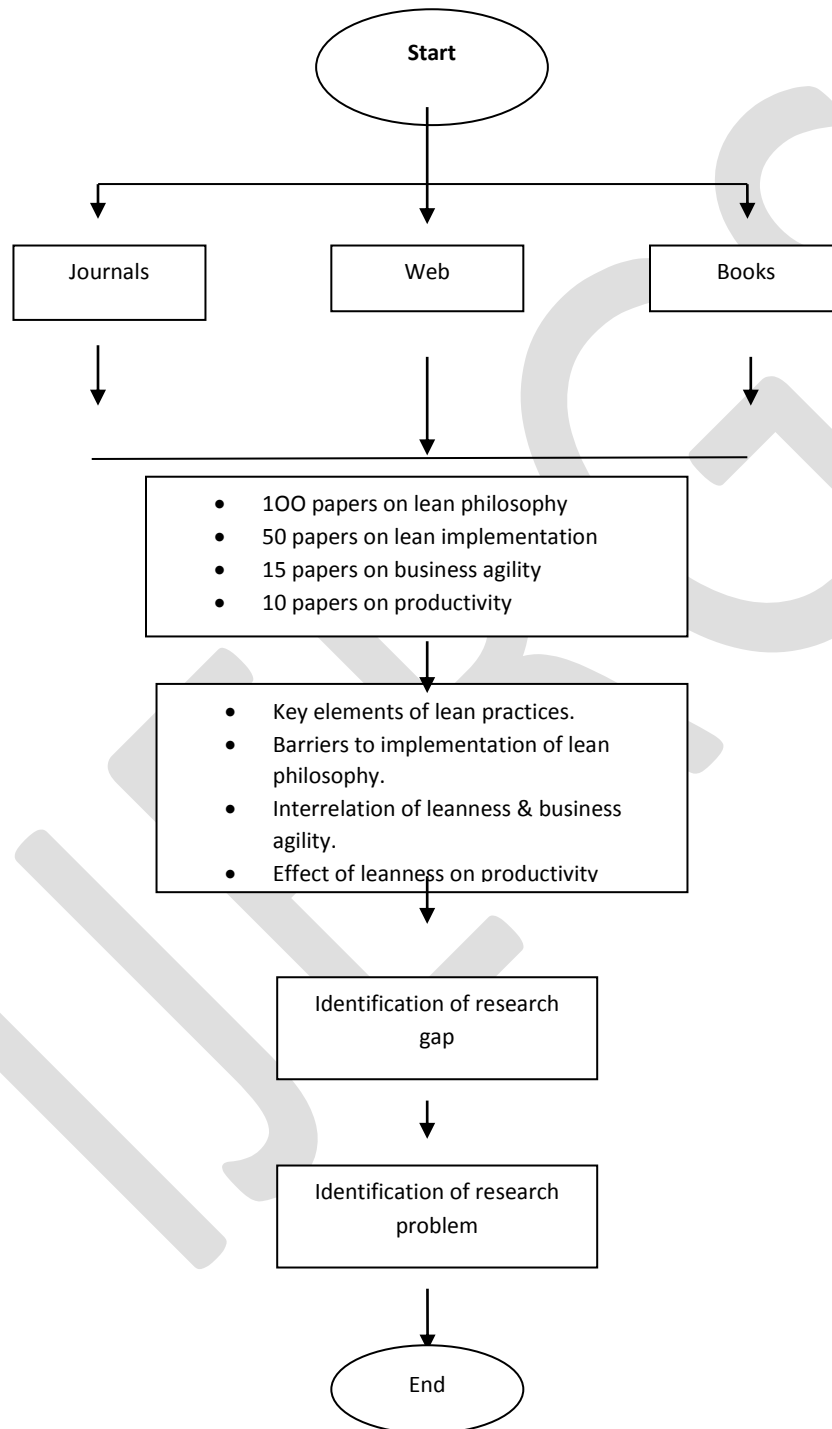 Start
Journals
Web
Books
• 1OO papers on lean philosophy
• 50 papers on lean implementation
• 15 papers on business agility
• 10 papers on productivity
• Key elements of lean practices.
• Barriers to implementation of lean
philosophy.
• Interrelation of leanness & business
agility.
• Effect of leanness on productivity
Identification of research
gap
Identification of research
problem
End